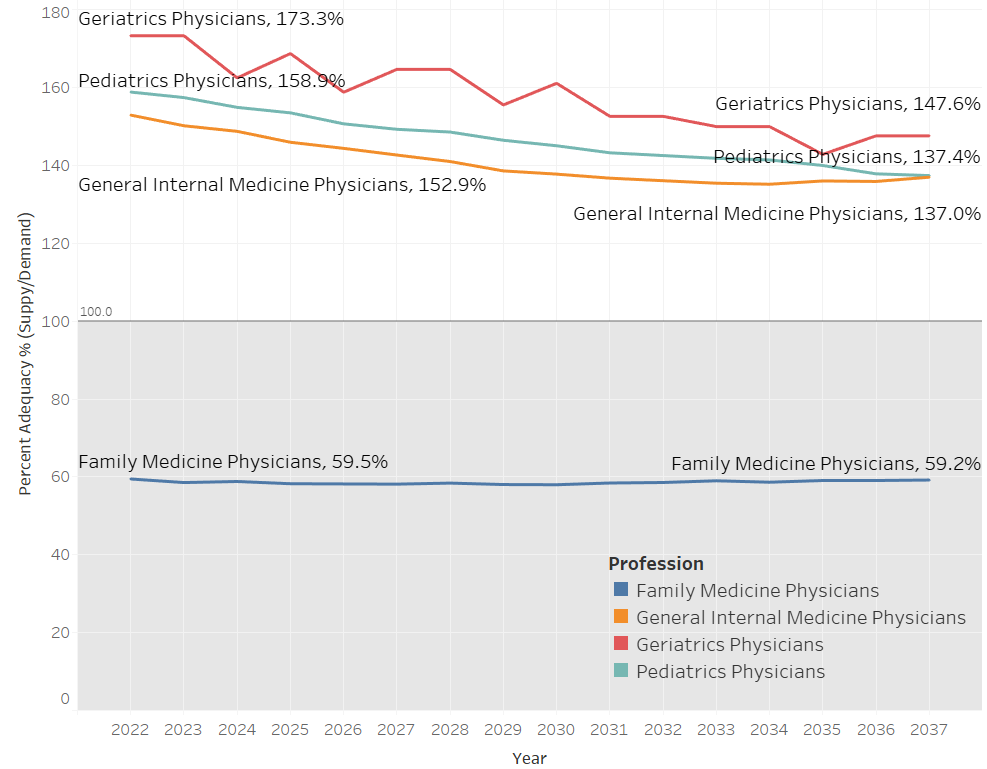 180
Geriatrics Physicians, 173.3%
Pediatrics Physicians, 158.9%
160
Geriatrics Physicians, 147.6%
Pediatrics Physicians, 137.4%
140
General Internal Medicine Physicians, 152.9%
General Internal Medicine Physicians, 137.0%
120
100.0
100
Percent Adequacy % (Suppy/Demand)
80
Family Medicine Physicians, 59.5%
Family Medicine Physicians, 59.2%
60
40
Profession
Family Medicine Physicians
General Internal Medicine Physicians
20
Geriatrics Physicians
Pediatrics Physicians
0
2022 2023 2024 2025 2026 2027 2028 2029 2030 2031 2032 2033 2034 2035 2036 2037
Year